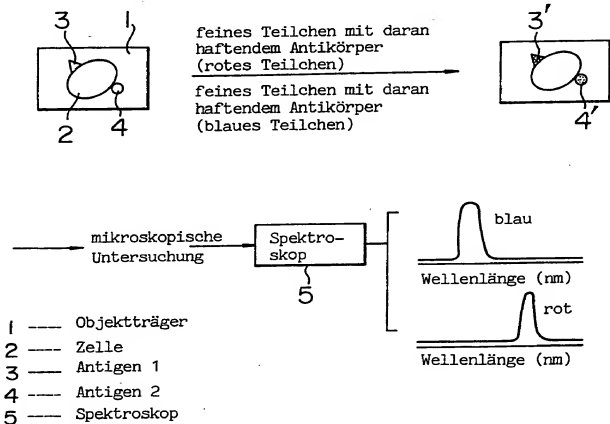 1
3
2
4
feines Teilchen mit daran
haftendem Antikörper
(rotes Teilchen)
feines Teilchen mit daran
haftendem Antikörper
(blaues Teilchen)
3'
4'
mikroskopische
Untersuchung
Spektro-
skop
5
blau
Wellenlänge (nm)
rot
Wellenlänge (nm)
1 ---- Objektträger
2 ---- Zelle
3 ---- Antigen 1
4 ---- Antigen 2
5 ---- Spektroskop